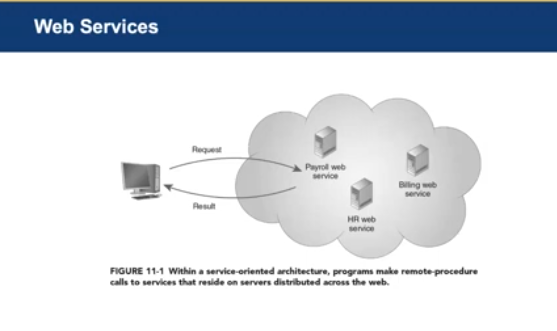 Web Services
Request
Payroll web
service
Billing web
service
Result
HR web
service
FIGURE 11-1 Within a service-oriented architecture, programs make remote-procedure
calls to services that reside on servers distributed across the web.